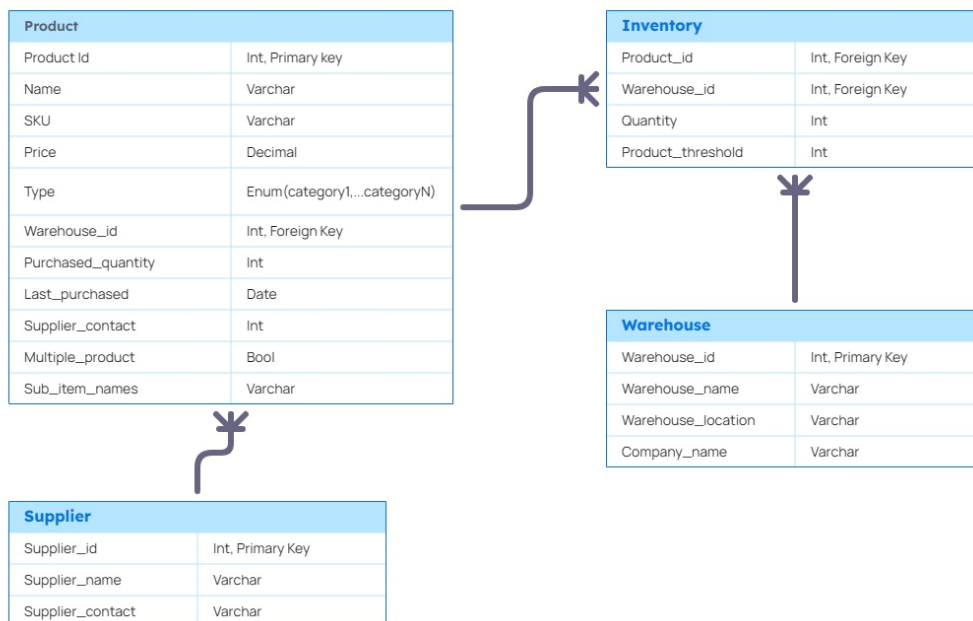 Product
Product Id Int, Primary key
Name Varchar
SKU Varchar
Price Decimal
Type Enum(category1,...categoryN)
Warehouse_id Int, Foreign Key
Purchased_quantity Int
Last_purchased Date
Supplier_contact Int
Multiple_product Bool
Sub_item_names Varchar
Inventory
Product_id Int, Foreign Key
Warehouse_id Int, Foreign Key
Quantity Int
Product_threshold Int
Warehouse
Warehouse_id Int, Primary Key
Warehouse_name Varchar
Warehouse_location Varchar
Company_name Varchar
Supplier
Supplier_id Int, Primary Key
Supplier_name Varchar
Supplier_contact Varchar